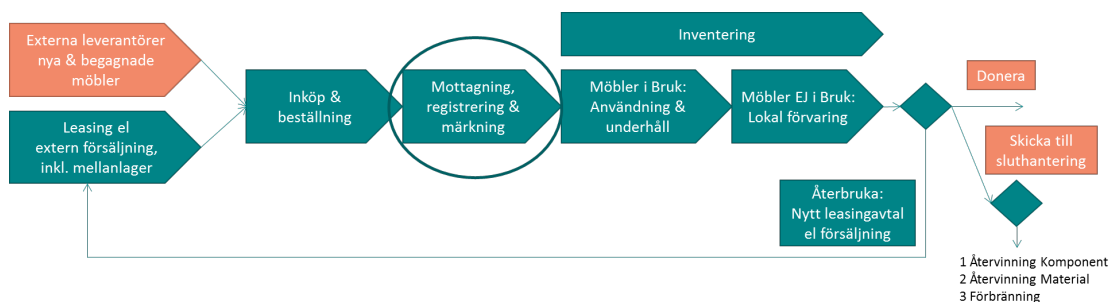 Externa leverantörer
nya & begagnade
möbler
Leasing el
extern försäljning,
inkl. mellanlager
Inköp &
beställning
Mottagning,
registrering &
märkning
Inventering
Möbler i Bruk:
Användning &
underhåll
Möbler EJ i Bruk:
Lokal förvaring
Donera
Skicka till
sluthantering
Återbruka:
Nytt leasingavtal
el försäljning
1 Återvinning Komponent
2 Återvinning Material
3 Förbränning